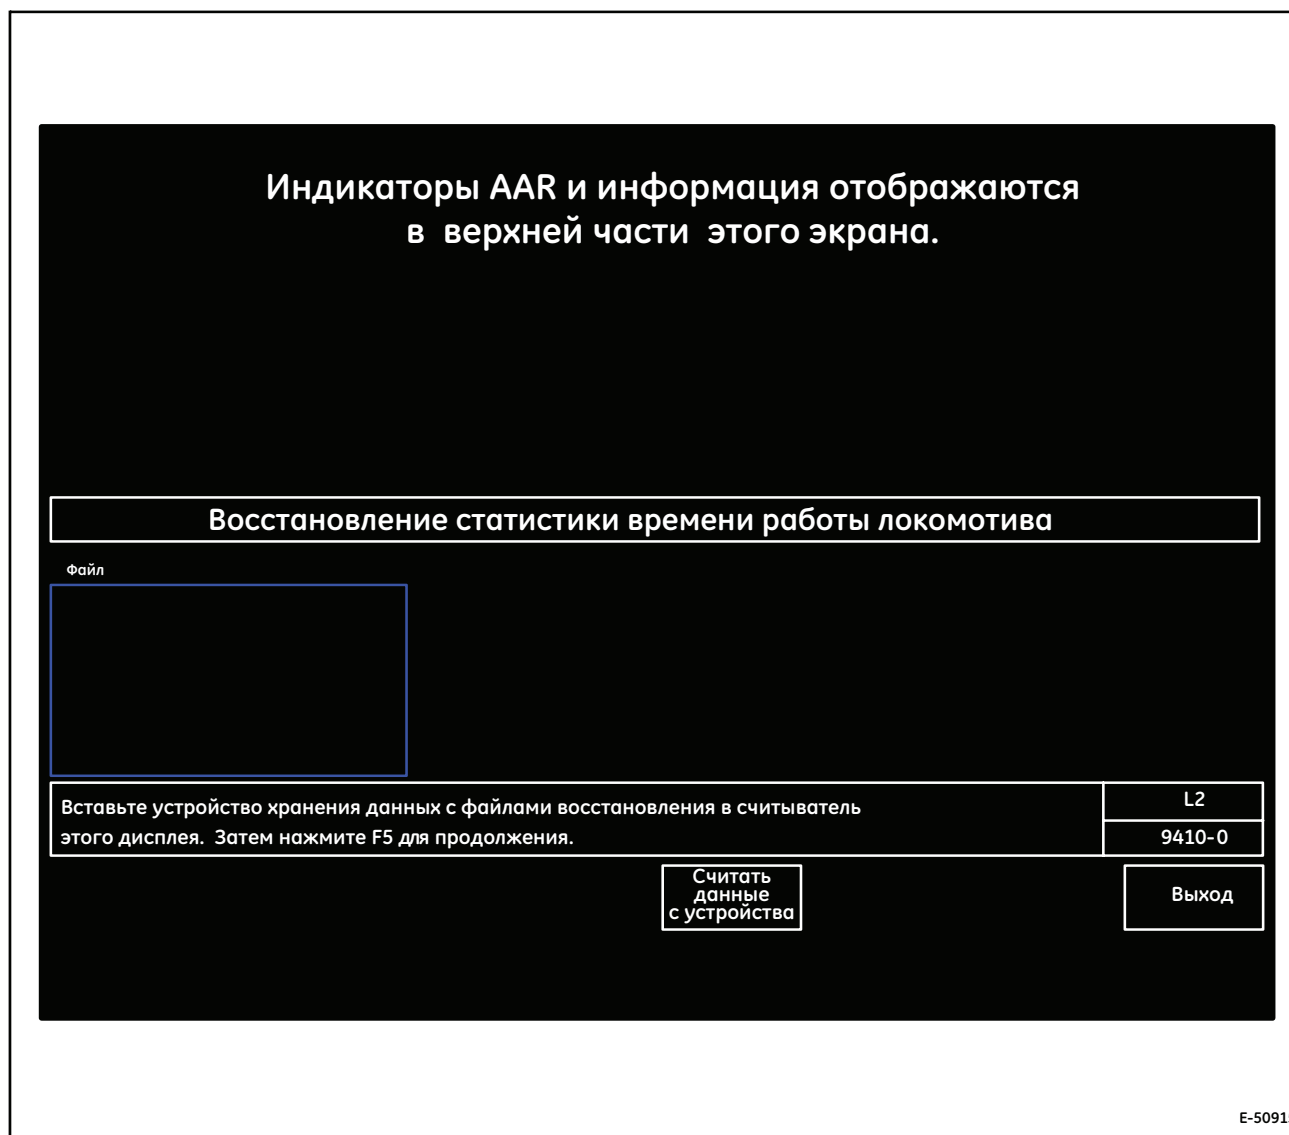 Индикаторы AAR и информация отображаются
в верхней части этого экрана.
Восстановление статистики времени работы локомотива
Файл
Вставьте устройство хранения данных с файлами восстановления в считыватель
этого дисплея. Затем нажмите F5 для продолжения.
L2
9410-0
Считать
данные
с устройства
Выход